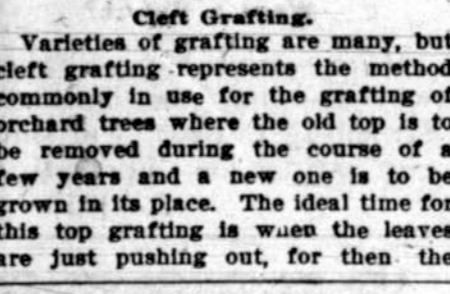 Cleft Grafting.
Varieties of grafting are many, but
cleft grafting represents the method
commonly in use for the grafting of
orchard trees where the old top is to
be removed during the course of a
few years and a new one is to be
grown in its place. The ideal time for
this top grafting is when the leaves
are just pushing out, for then the